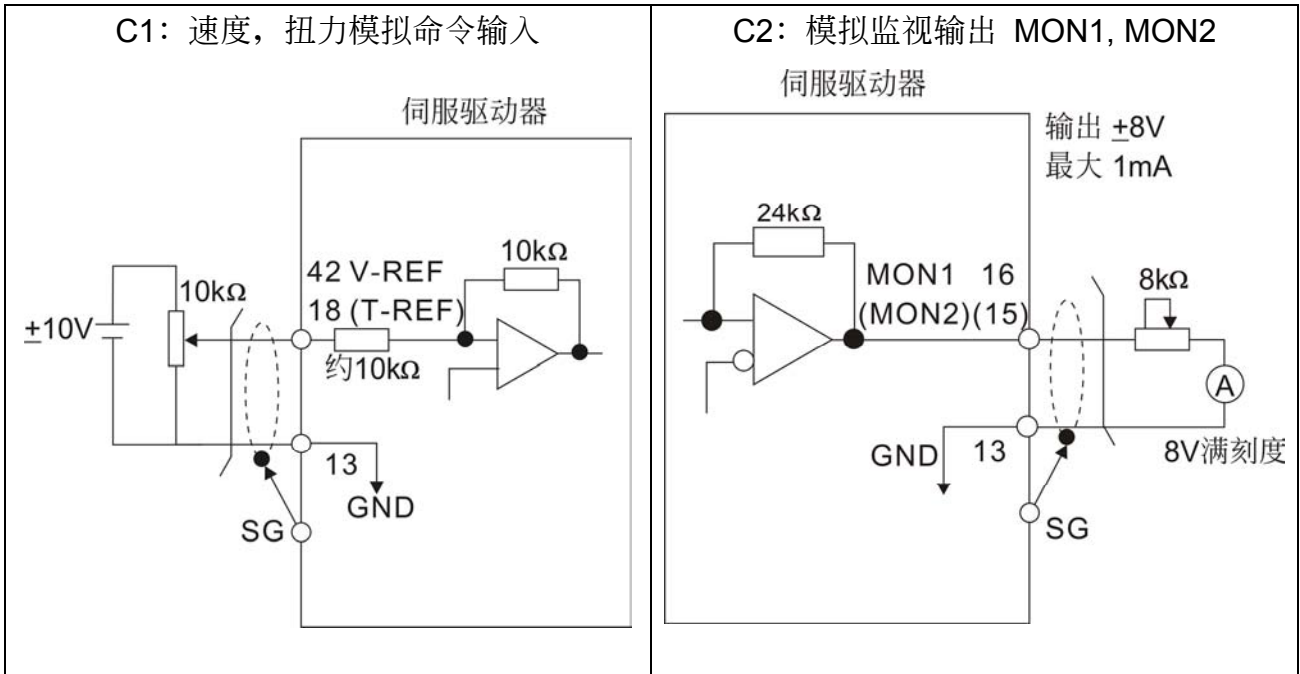 C1：速度，扭力模拟命令输入
伺服驱动器
±10V
10kΩ
42 V-REF
18 (T-REF)
约10kΩ
10kΩ
13
GND
SG
C2：模拟监视输出 MON1, MON2
伺服驱动器
输出 ±8V
最大 1mA
24kΩ
MON1 16
(MON2)(15)
8kΩ
A
GND 13
8V满刻度
SG